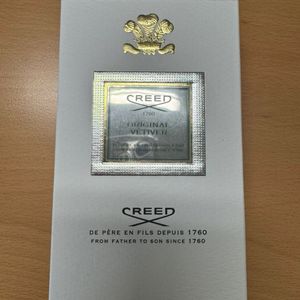 CREED
1760
ORIGINAL
VETIVER
CREED
DE PÈRE EN FILS DEPUIS 1760
FROM FATHER TO SON SINCE 1760